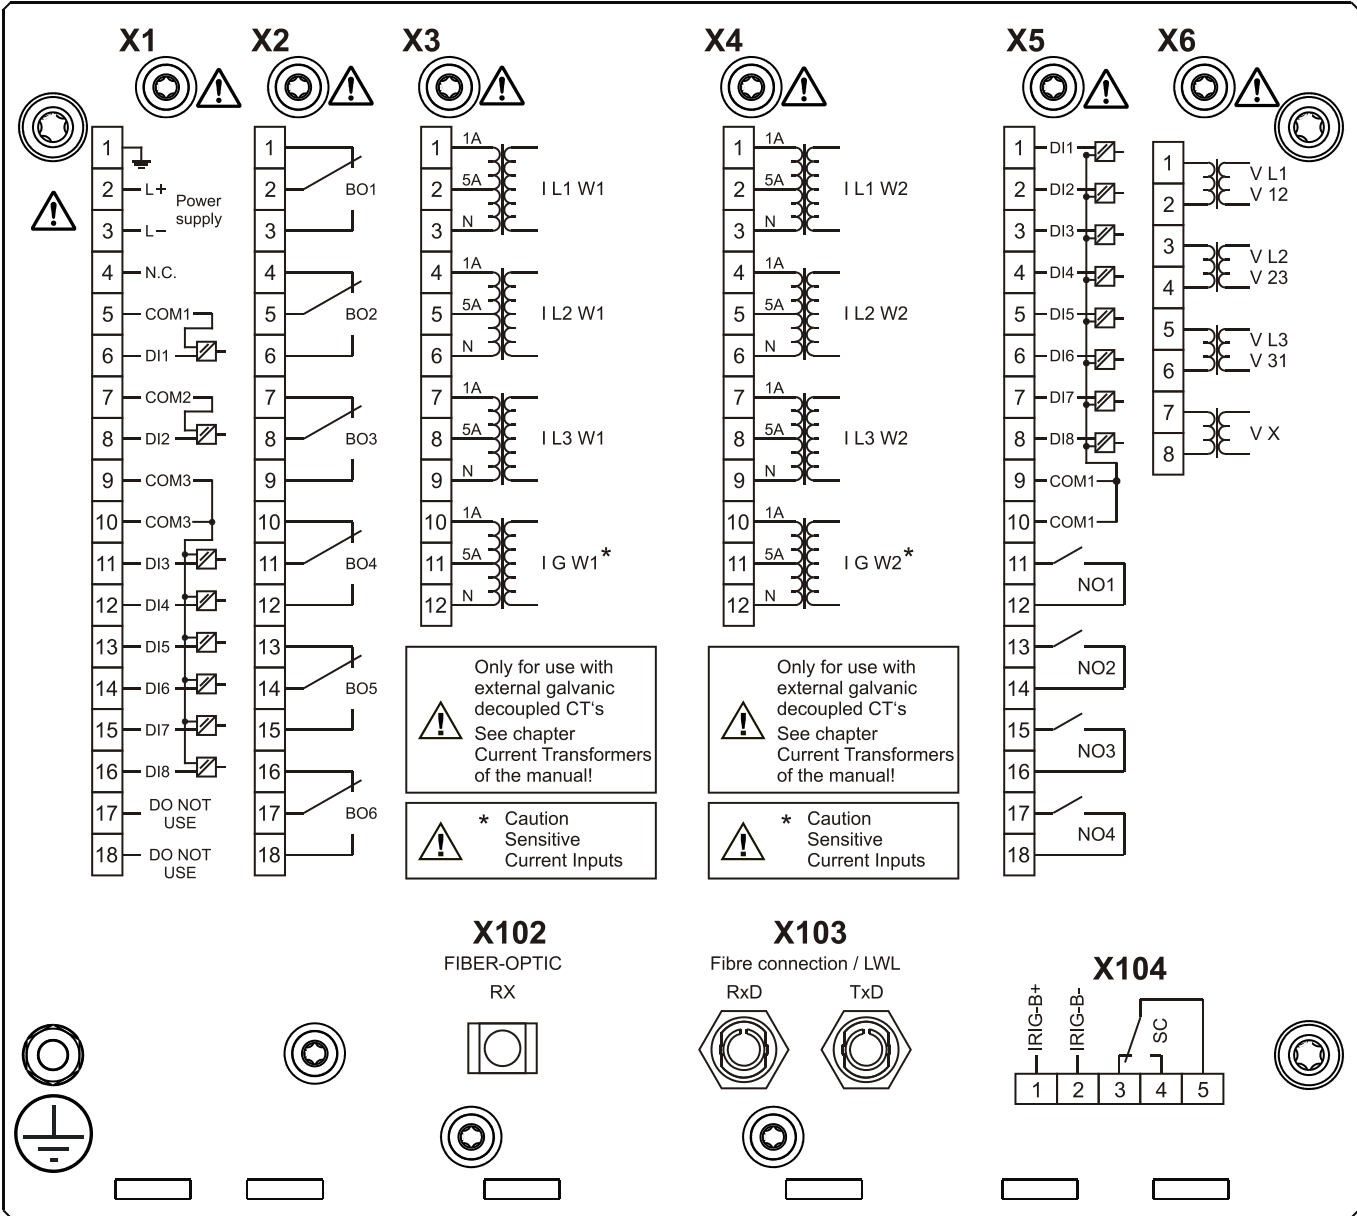 X1
X2
X3
X4
X5
X6
1
2 L+
Power
supply
3 L−
4 N.C.
5 COM1
6 DI1
7 COM2
8 DI2
9 COM3
10 COM3
11 DI3
12 DI4
13 DI5
14 DI6
15 DI7
16 DI8
17 DO NOT
USE
18 DO NOT
USE
1
2 BO1
3
4
5 BO2
6
7
8 BO3
9
10
11 BO4
12
13
14 BO5
15
16
17 BO6
18
1 1A
2 5A I L1 W1
3 N
4 1A
5 5A I L2 W1
6 N
7 1A
8 5A I L3 W1
9 N
10 1A
11 5A I G W1*
12 N
Only for use with
external galvanic
decoupled CT‘s
See chapter
Current Transformers
of the manual!
* Caution
Sensitive
Current Inputs
1 1A
2 5A I L1 W2
3 N
4 1A
5 5A I L2 W2
6 N
7 1A
8 5A I L3 W2
9 N
10 1A
11 5A I G W2*
12 N
Only for use with
external galvanic
decoupled CT‘s
See chapter
Current Transformers
of the manual!
* Caution
Sensitive
Current Inputs
1 DI1
2 DI2
3 DI3
4 DI4
5 DI5
6 DI6
7 DI7
8 DI8
9 COM1
10 COM1
11
NO1
12
13
NO2
14
15
NO3
16
17
NO4
18
1 V L1
2 V 12
3 V L2
4 V 23
5 V L3
6 V 31
7
V X
8
X102
FIBER-OPTIC
RX
X103
Fibre connection / LWL
RxD TxD
X104
IRIG-B+
IRIG-B-
SC
1 2 3 4 5